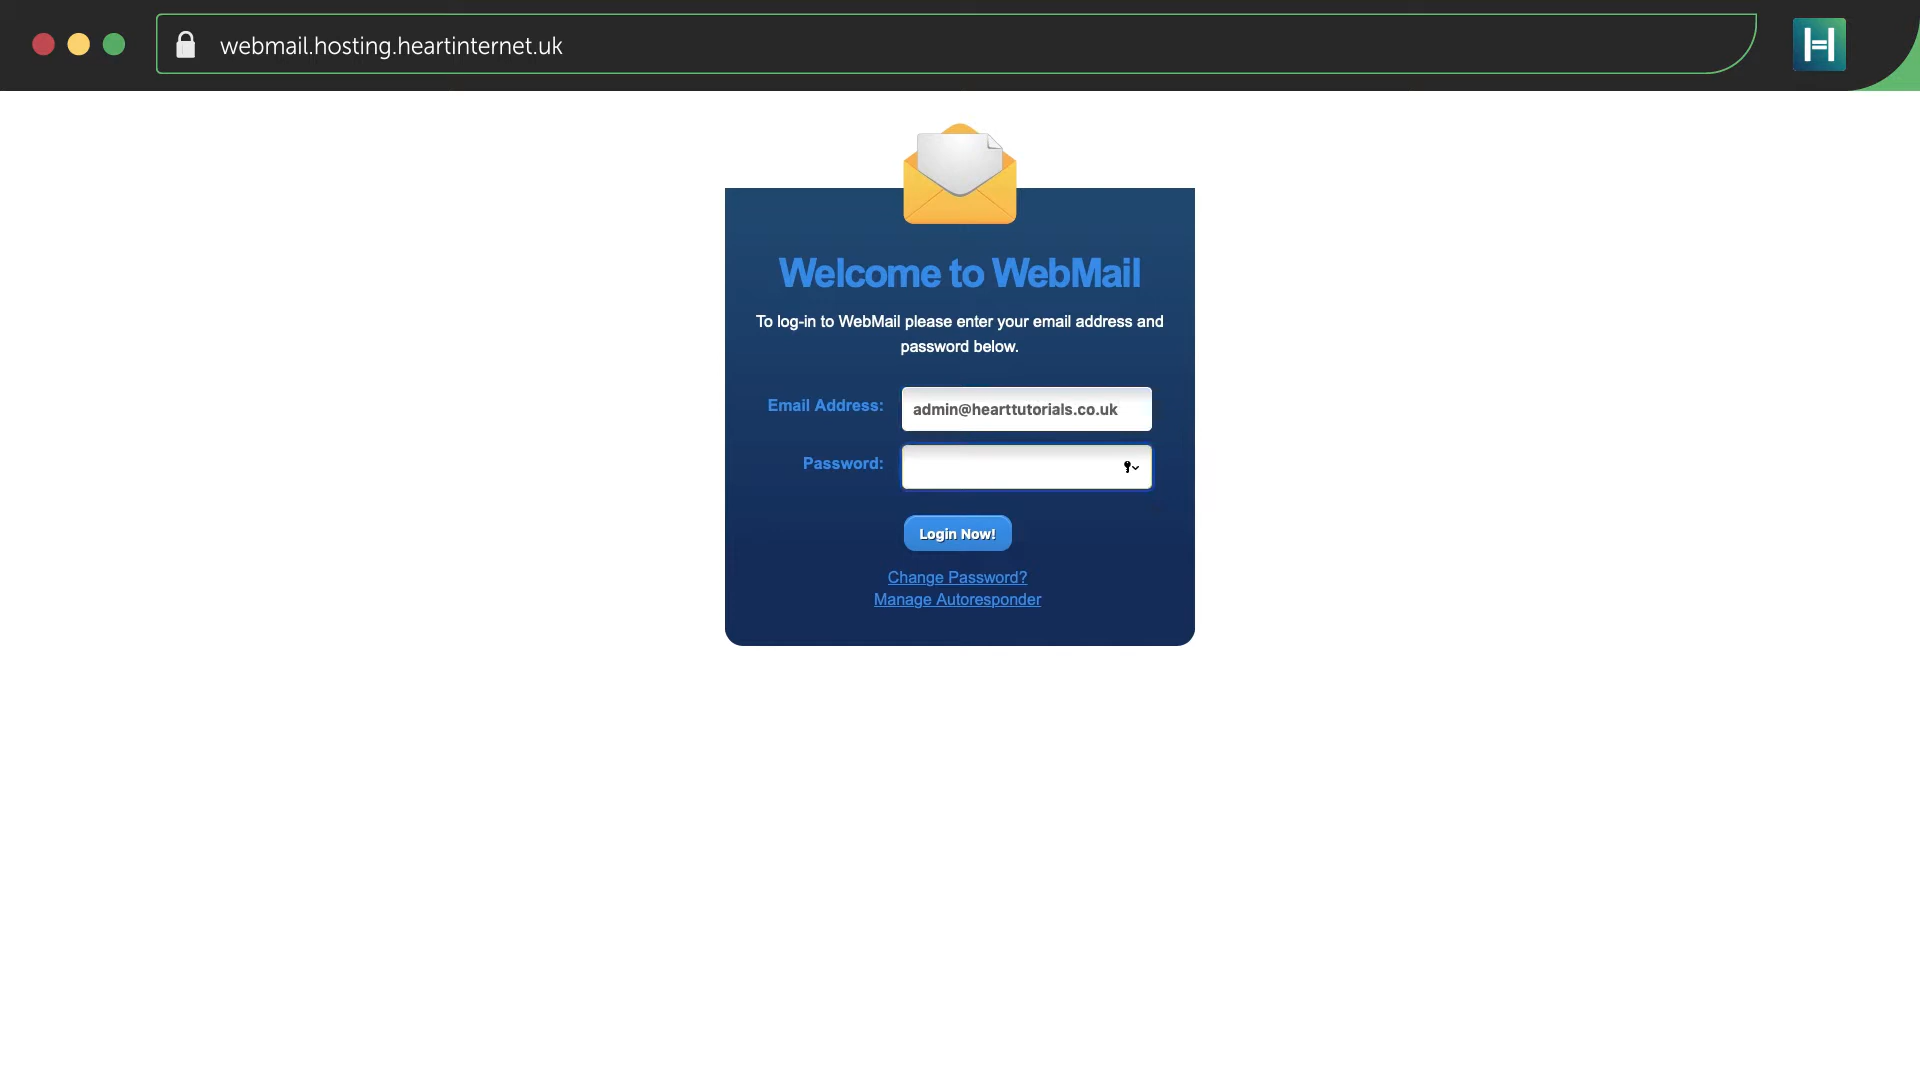 webmail.hosting.heartinternet.uk
Welcome to WebMail
To log-in to WebMail please enter your email address and
password below.
Email Address: admin@hearttutorials.co.uk
Password:
Login Now!
Change Password?
Manage Autoresponder